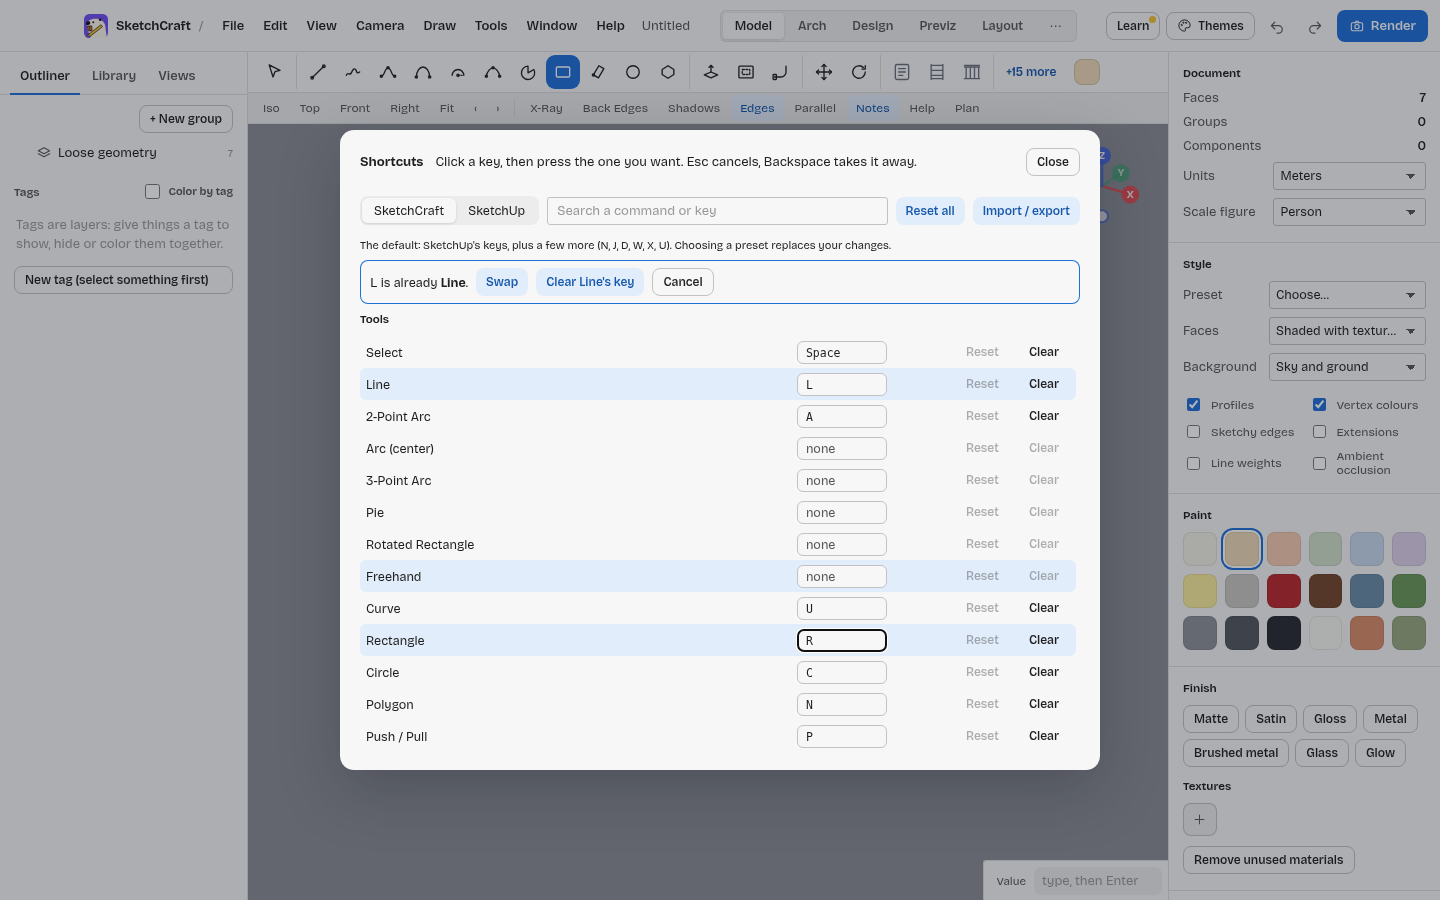 SketchCraft / File Edit View Camera Draw Tools Window Help Untitled Model Arch Design Previz Layout ··· Learn Themes Render
Outliner Library Views
+15 more
Iso Top Front Right Fit ‹ › X-Ray Back Edges Shadows Edges Parallel Notes Help Plan
+ New group
Loose geometry 7
Tags Color by tag
Tags are layers: give things a tag to
show, hide or color them together.
New tag (select something first)
Shortcuts Click a key, then press the one you want. Esc cancels, Backspace takes it away. Close
SketchCraft SketchUp Search a command or key Reset all Import / export
The default: SketchUp's keys, plus a few more (N, J, D, W, X, U). Choosing a preset replaces your changes.
L is already Line. Swap Clear Line's key Cancel
Tools
Select Space Reset Clear
Line L Reset Clear
2-Point Arc A Reset Clear
Arc (center) none Reset Clear
3-Point Arc none Reset Clear
Pie none Reset Clear
Rotated Rectangle none Reset Clear
Freehand none Reset Clear
Curve U Reset Clear
Rectangle R Reset Clear
Circle C Reset Clear
Polygon N Reset Clear
Push / Pull P Reset Clear
Z
Y
X
Value type, then Enter
Document
Faces 7
Groups 0
Components 0
Units Meters
Scale figure Person
Style
Preset Choose...
Faces Shaded with textur...
Background Sky and ground
Profiles Vertex colours
Sketchy edges Extensions
Line weights Ambient
occlusion
Paint
Finish
Matte Satin Gloss Metal
Brushed metal Glass Glow
Textures
+
Remove unused materials